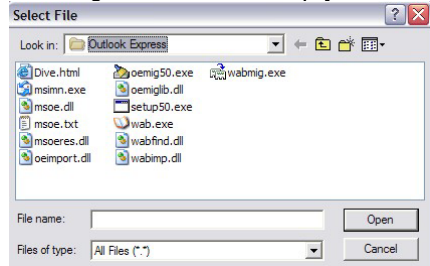 Select File
Look in: Outlook Express
Dive.html
msimn.exe
msoe.dll
msoe.txt
msoeres.dll
oeimport.dll
oemig50.exe
oemiglib.dll
setup50.exe
wab.exe
wabfind.dll
wabimp.dll
wabmig.exe
File name:
Open
Files of type: All Files (*.*)
Cancel